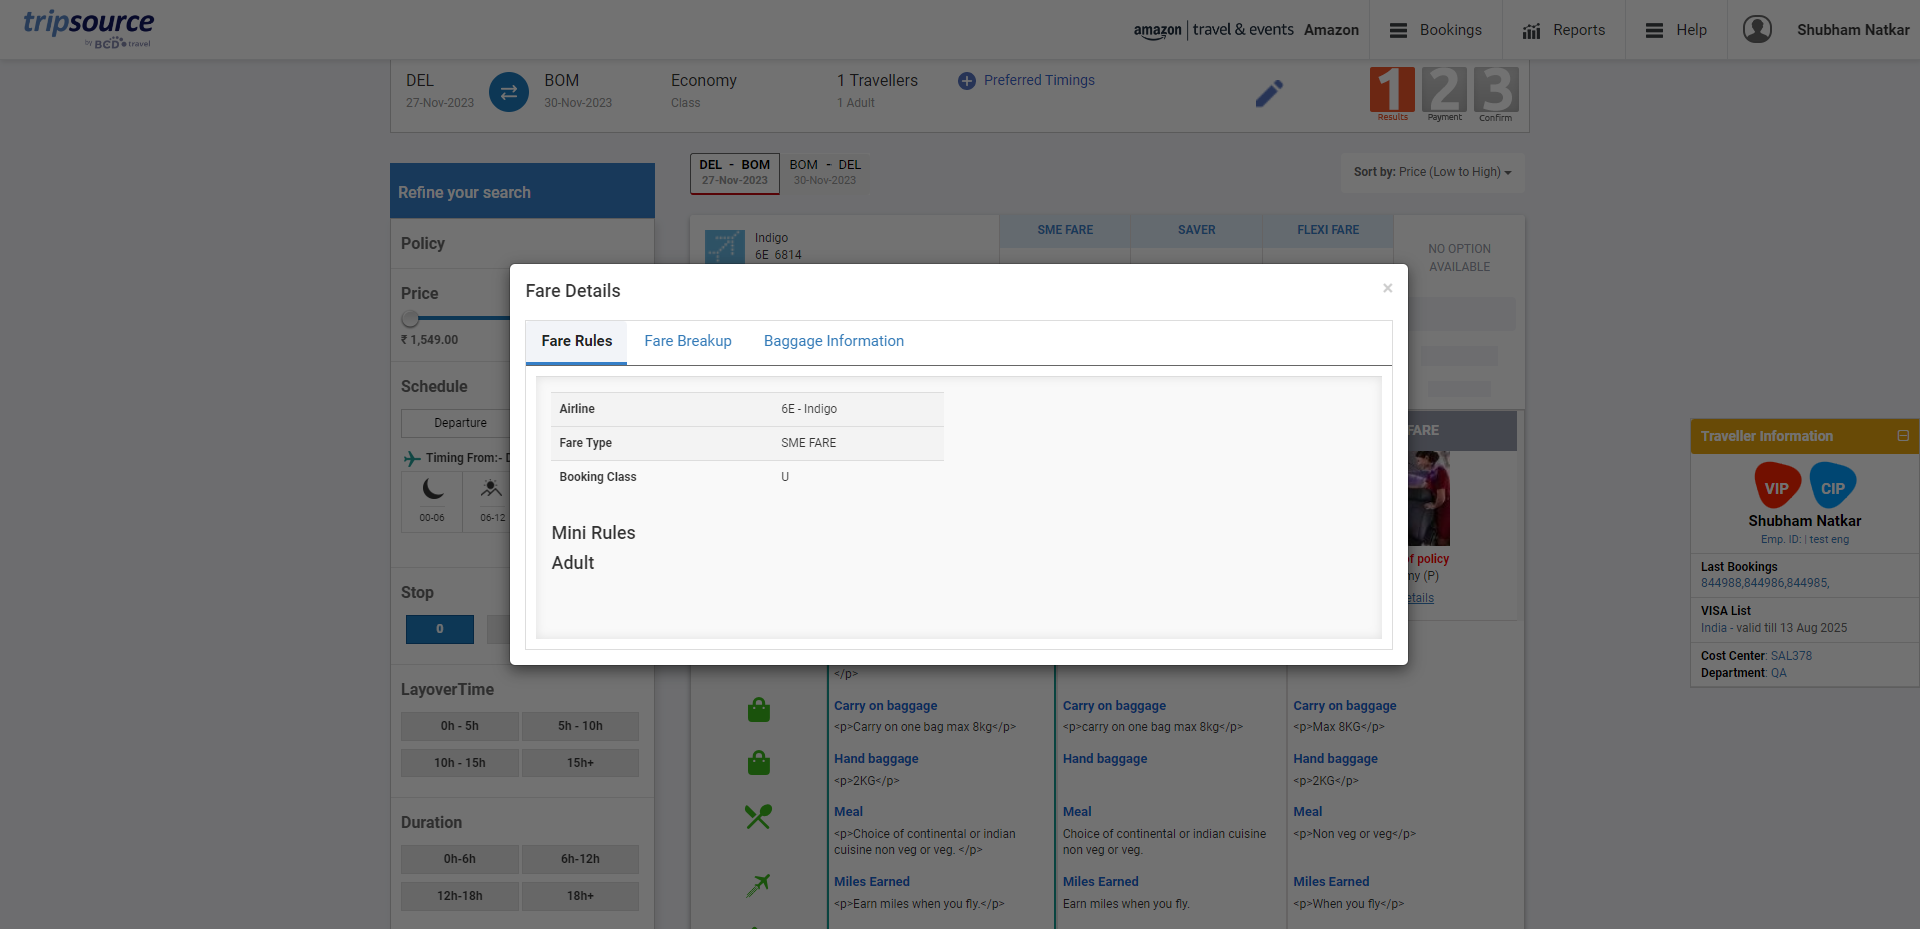 tripsource
by BCD travel
amazon | travel & events Amazon
Bookings
Reports
Help
Shubham Natkar
DEL
27-Nov-2023
BOM
30-Nov-2023
Economy
Class
1 Travellers
1 Adult
Preferred Timings
1 2 3
Results Payment Confirm
DEL - BOM
27-Nov-2023
BOM - DEL
30-Nov-2023
Sort by: Price (Low to High)
Refine your search
Policy
Price
₹ 1,549.00
Schedule
Departure
Timing From:- D
00-06
06-12
Stop
0
LayoverTime
0h - 5h
5h - 10h
10h - 15h
15h+
Duration
0h-6h
6h-12h
12h-18h
18h+
Indigo
6E 6814
SME FARE
SAVER
FLEXI FARE
NO OPTION
AVAILABLE
Fare Details
×
Fare Rules
Fare Breakup
Baggage Information
Airline 6E - Indigo
Fare Type SME FARE
Booking Class U
Mini Rules
Adult
FARE
f policy
ny (P)
etails
</p>
Carry on baggage
<p>Carry on one bag max 8kg</p>
Carry on baggage
<p>carry on one bag max 8kg</p>
Carry on baggage
<p>Max 8KG</p>
Hand baggage
<p>2KG</p>
Hand baggage
Hand baggage
<p>2KG</p>
Meal
<p>Choice of continental or indian
cuisine non veg or veg. </p>
Meal
Choice of continental or indian cuisine
non veg or veg.
Meal
<p>Non veg or veg</p>
Miles Earned
<p>Earn miles when you fly.</p>
Miles Earned
Earn miles when you fly.
Miles Earned
<p>When you fly</p>
Traveller Information
VIP
CIP
Shubham Natkar
Emp. ID: | test eng
Last Bookings
844988,844986,844985,
VISA List
India - valid till 13 Aug 2025
Cost Center: SAL378
Department: QA